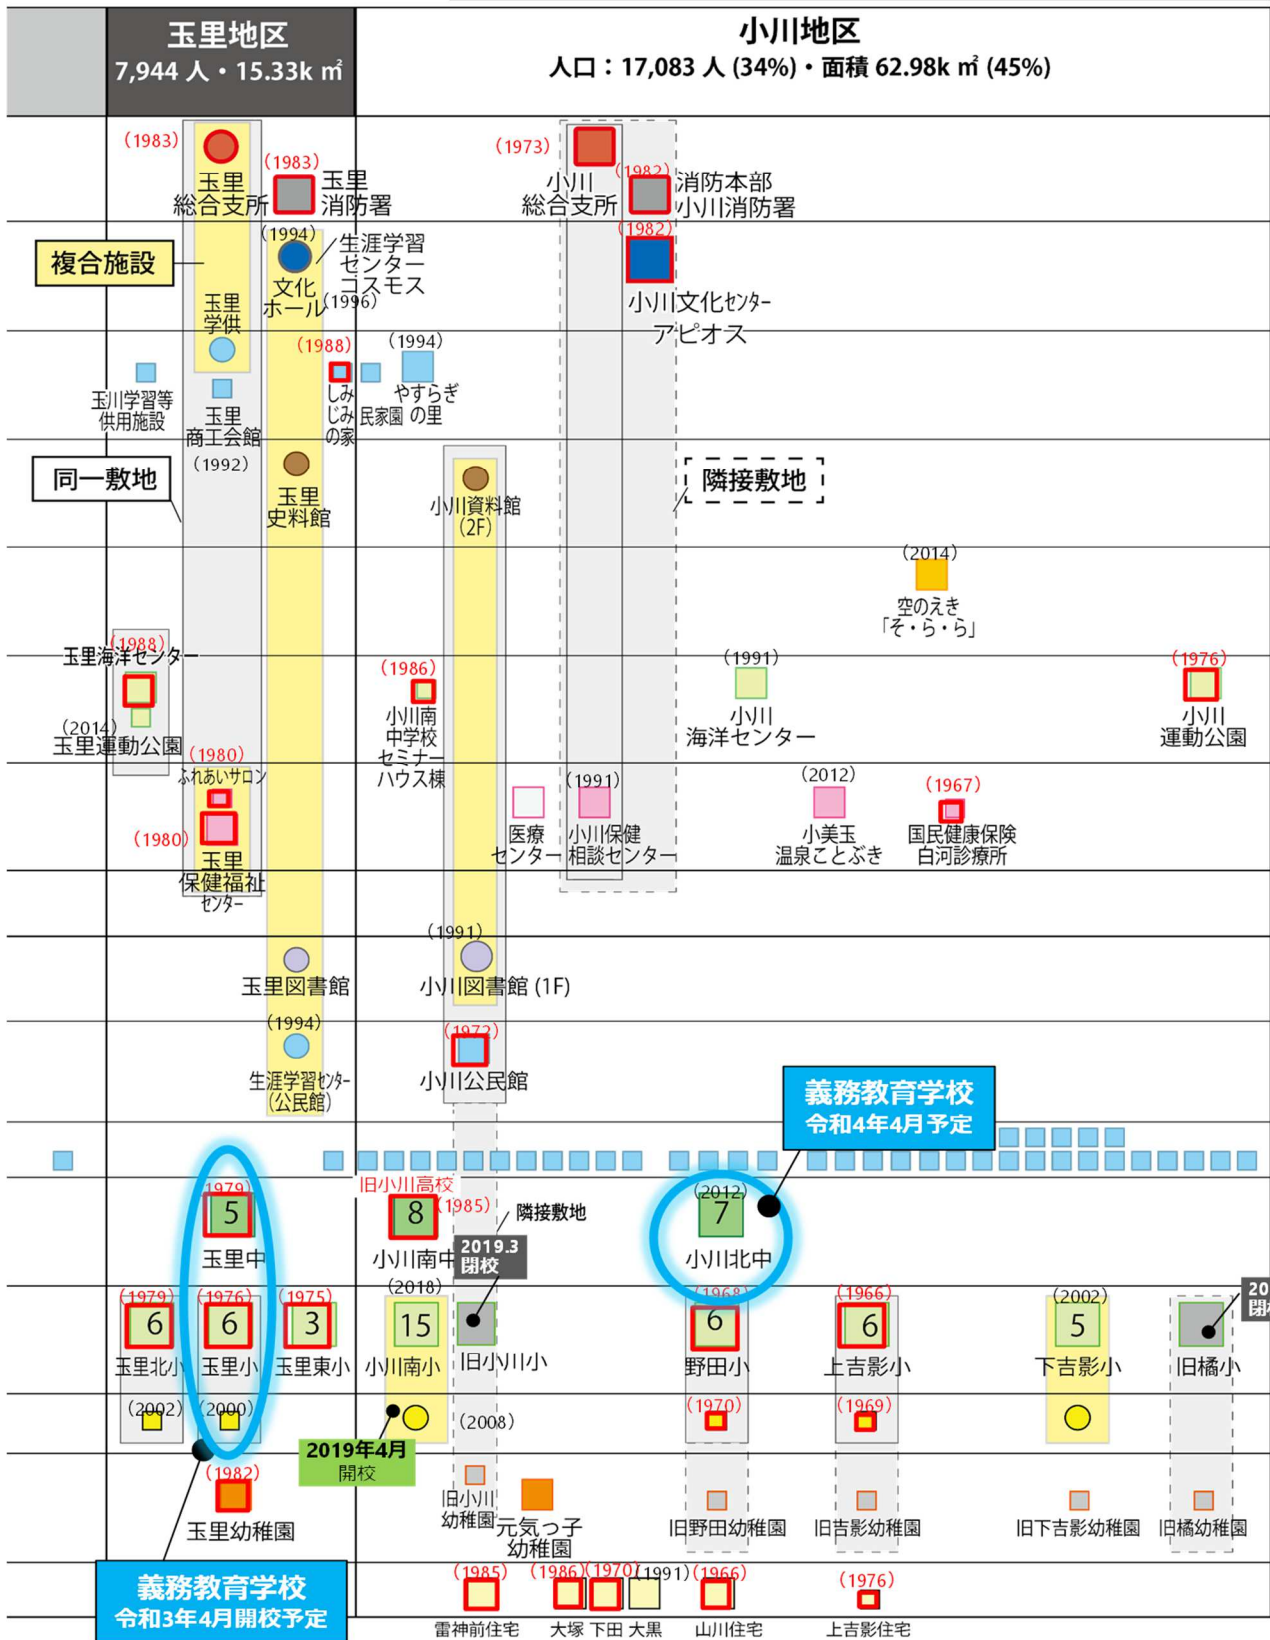 玉里地区
7,944 人・15.33k ㎡
小川地区
人口：17,083 人 (34%)・面積 62.98k ㎡ (45%)
(1983)
玉里
総合支所
(1983)
玉里
消防署
(1973)
小川
総合支所
(1982)
消防本部
小川消防署
複合施設
(1994)
文化
ホール
生涯学習
センター
コスモス
(1996)
(1982)
小川文化センター
アピオス
玉里
学供
玉川学習等
供用施設
玉里
商工会館
(1992)
(1988)
しみ
じみ
の家
民家園
(1994)
やすらぎ
の里
同一敷地
玉里
史料館
小川資料館
(2F)
隣接敷地
(2014)
空のえき
「そ・ら・ら」
(1988)
玉里海洋センター
(2014)
玉里運動公園
(1986)
小川南
中学校
セミナー
ハウス棟
(1991)
小川
海洋センター
(1976)
小川
運動公園
(1980)
ふれあいサロン
(1980)
玉里
保健福祉
センター
医療
センター
(1991)
小川保健
相談センター
(2012)
小美玉
温泉ことぶき
(1967)
国民健康保険
白河診療所
玉里図書館
(1991)
小川図書館 (1F)
(1994)
生涯学習センター
(公民館)
(1972)
小川公民館
義務教育学校
令和4年4月予定
(1979)
5
玉里中
旧小川高校
8
(1985)
小川南中
隣接敷地
2019.3
閉校
(2012)
7
小川北中
(1979)
6
玉里北小
(1976)
6
玉里小
(1975)
3
玉里東小
(2018)
15
小川南小
旧小川小
(1968)
6
野田小
(1966)
6
上吉影小
(2002)
5
下吉影小
旧橘小
20
閉校
(2002)
(2000)
2019年4月
開校
(2008)
(1970)
(1969)
(1982)
玉里幼稚園
旧小川
幼稚園
元気っ子
幼稚園
旧野田幼稚園
旧吉影幼稚園
旧下吉影幼稚園
旧橘幼稚園
義務教育学校
令和3年4月開校予定
(1985)
雷神前住宅
(1986)
大塚
(1970)
下田
(1991)
大黒
(1966)
山川住宅
(1976)
上吉影住宅